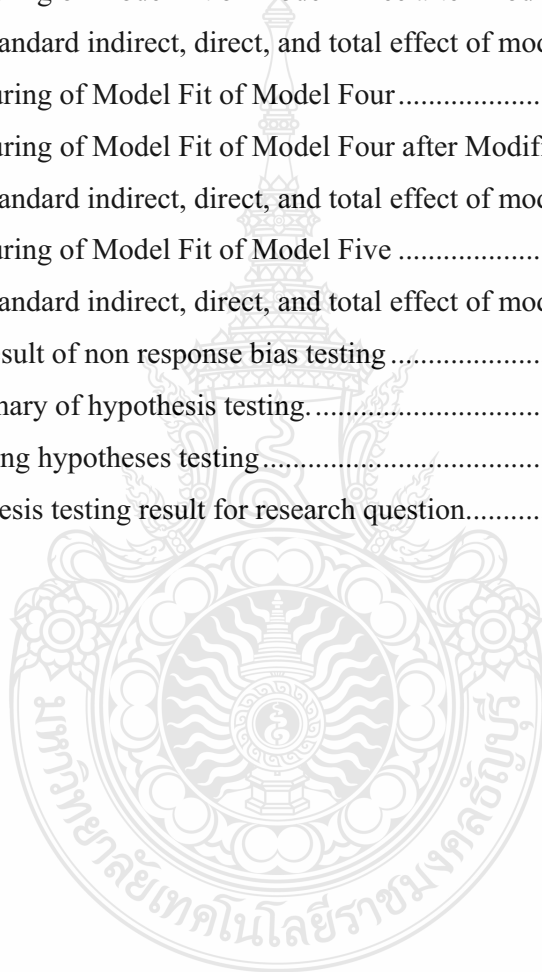 andard indirect, direct, and total effect of mod
uring of Model Fit of Model Four....................
uring of Model Fit of Model Four after Modifi
andard indirect, direct, and total effect of mod
uring of Model Fit of Model Five ....................
andard indirect, direct, and total effect of mod
sult of non response bias testing .....................
nary of hypothesis testing................................
ng hypotheses testing.......................................
esis testing result for research question..........
มหาวิทยาลัยเทคโนโลยีราชมงคลธัญบุรี